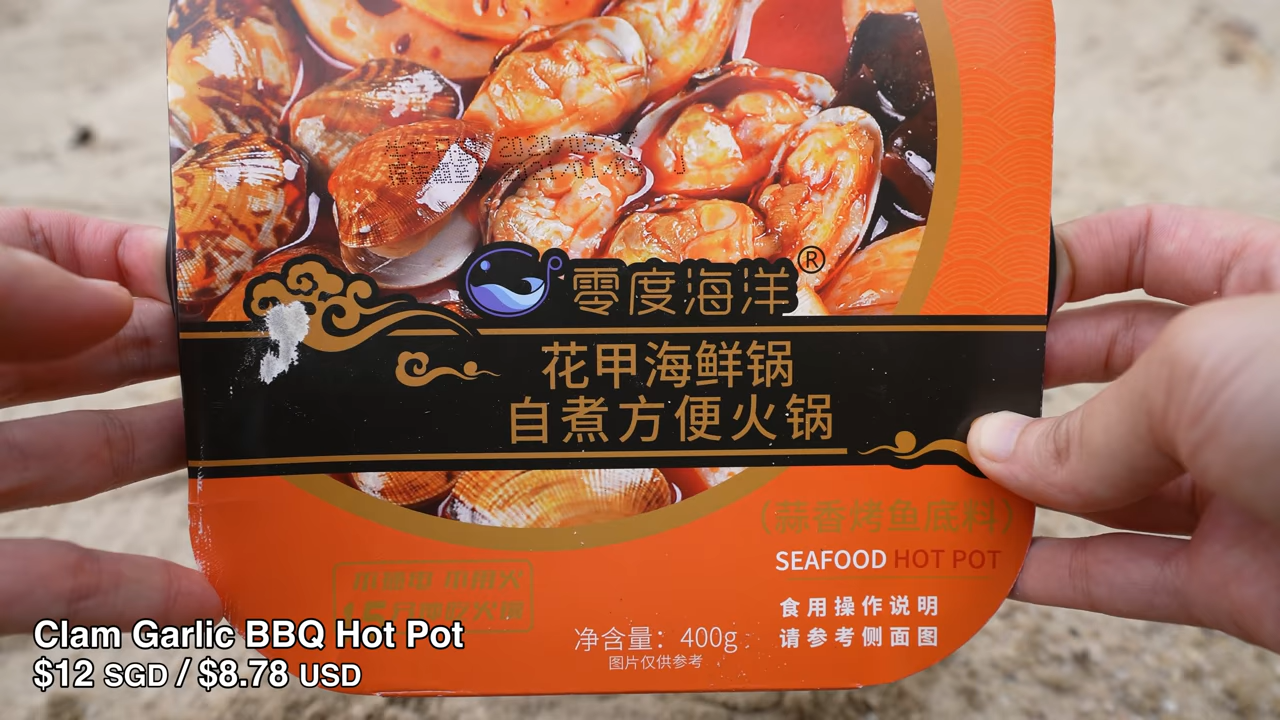 零度海洋®
花甲海鲜锅
自煮方便火锅
(蒜香烤鱼底料)
SEAFOOD HOT POT
食用操作说明
请参考侧面图
净含量：400g
图片仅供参考
Clam Garlic BBQ Hot Pot
$12 SGD / $8.78 USD